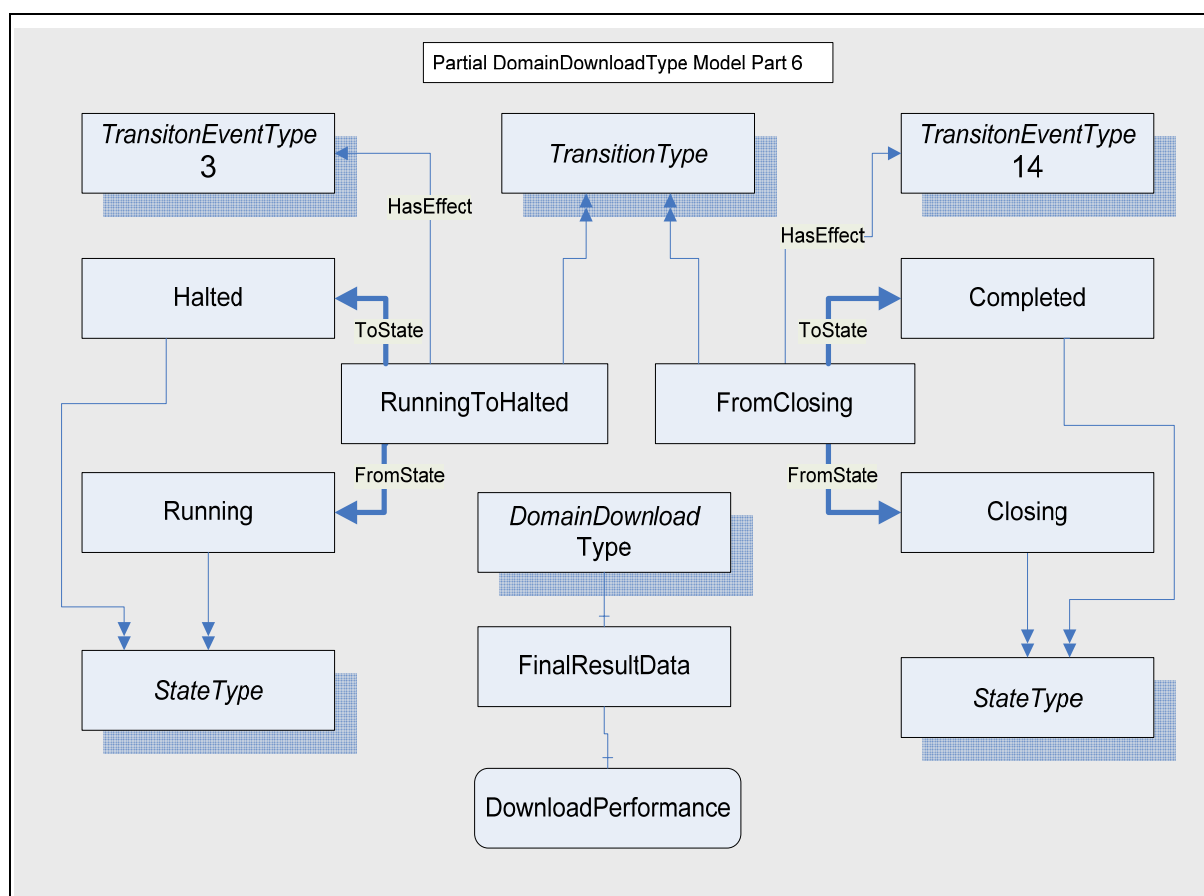 Partial DomainDownloadType Model Part 6
TransitonEventType
3
TransitionType
TransitonEventType
14
HasEffect
HasEffect
Halted
Completed
ToState
ToState
RunningToHalted
FromClosing
FromState
FromState
Running
DomainDownload
Type
Closing
FinalResultData
StateType
StateType
DownloadPerformance